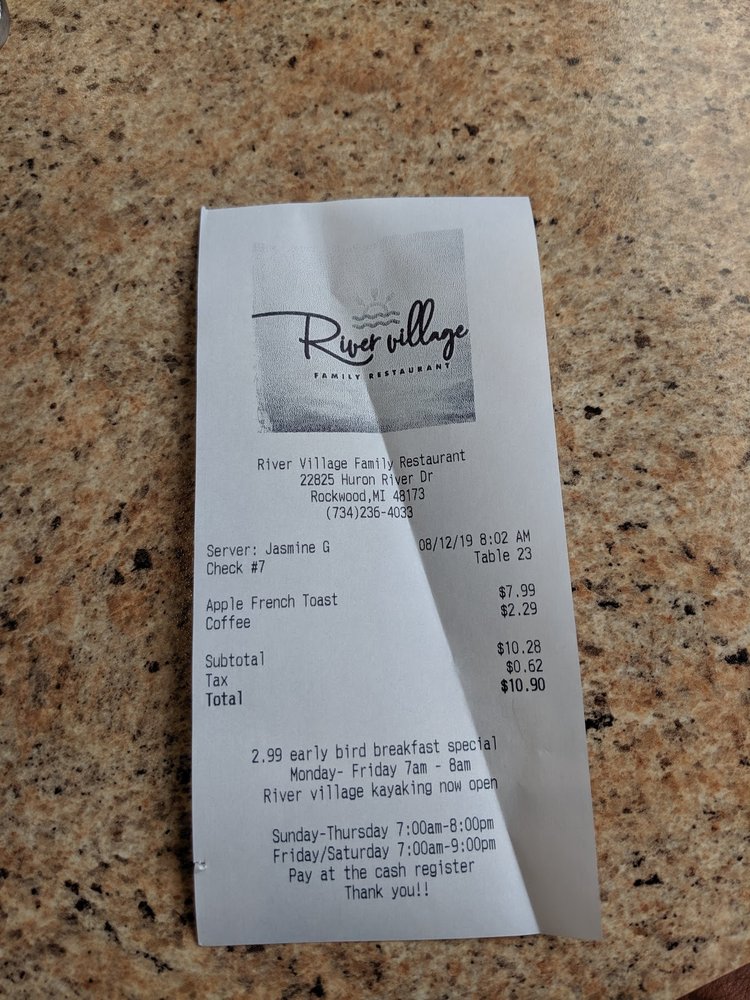 River village
FAMILY RESTAURANT
River Village Family Restaurant
22825 Huron River Dr
Rockwood,MI 48173
(734)236-4033
Server: Jasmine G 08/12/19 8:02 AM
Check #7 Table 23
Apple French Toast $7.99
Coffee $2.29
Subtotal $10.28
Tax $0.62
Total $10.90
2.99 early bird breakfast special
Monday- Friday 7am - 8am
River village kayaking now open
Sunday-Thursday 7:00am-8:00pm
Friday/Saturday 7:00am-9:00pm
Pay at the cash register
Thank you!!